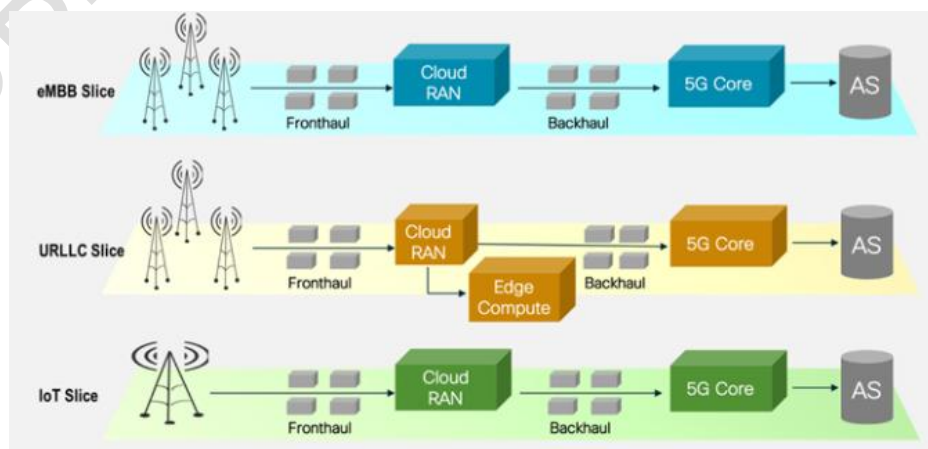 eMBB Slice
Fronthaul
Cloud
RAN
Backhaul
5G Core
AS
URLLC Slice
Fronthaul
Cloud
RAN
Edge
Compute
Backhaul
5G Core
AS
IoT Slice
Fronthaul
Cloud
RAN
Backhaul
5G Core
AS